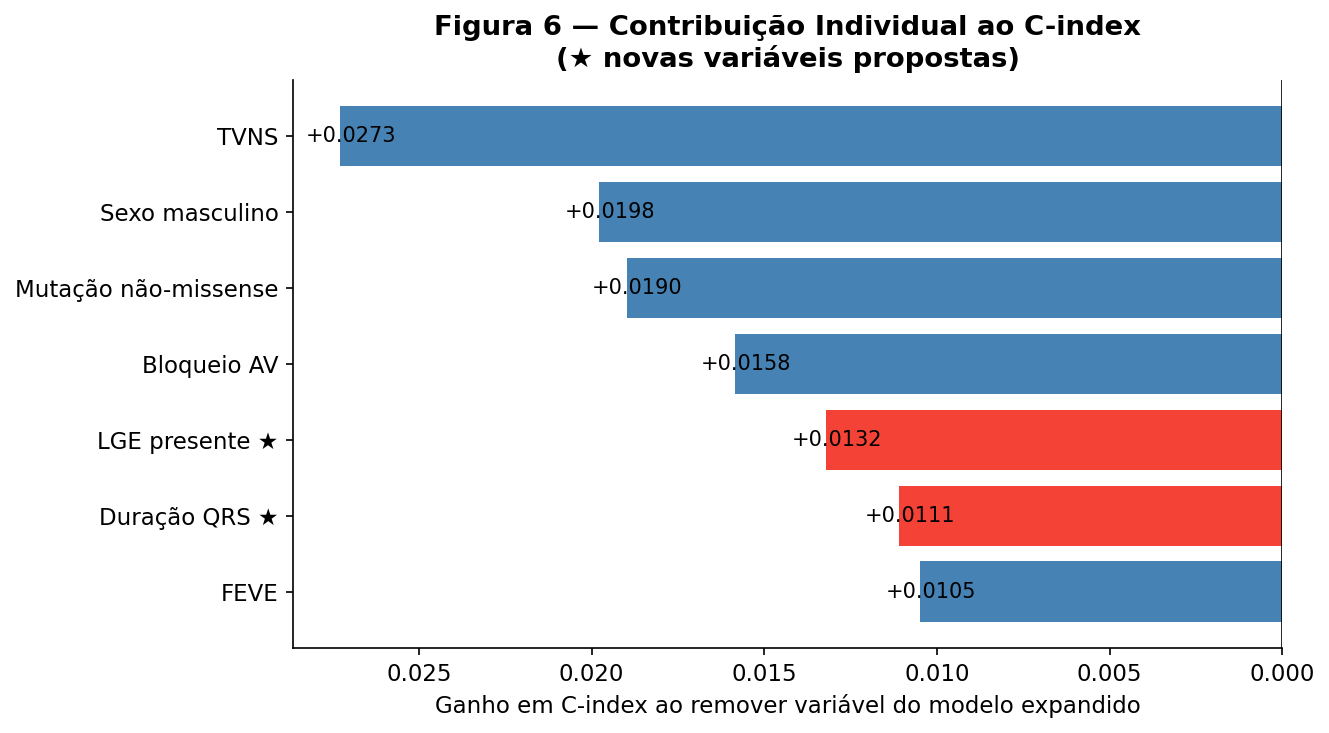 Figura 6 — Contribuição Individual ao C-index
(★ novas variáveis propostas)
TVNS
+0.0273
Sexo masculino
+0.0198
Mutação não-missense
+0.0190
Bloqueio AV
+0.0158
LGE presente ★
+0.0132
Duração QRS ★
+0.0111
FEVE
+0.0105
0.025 0.020 0.015 0.010 0.005 0.000
Ganho em C-index ao remover variável do modelo expandido